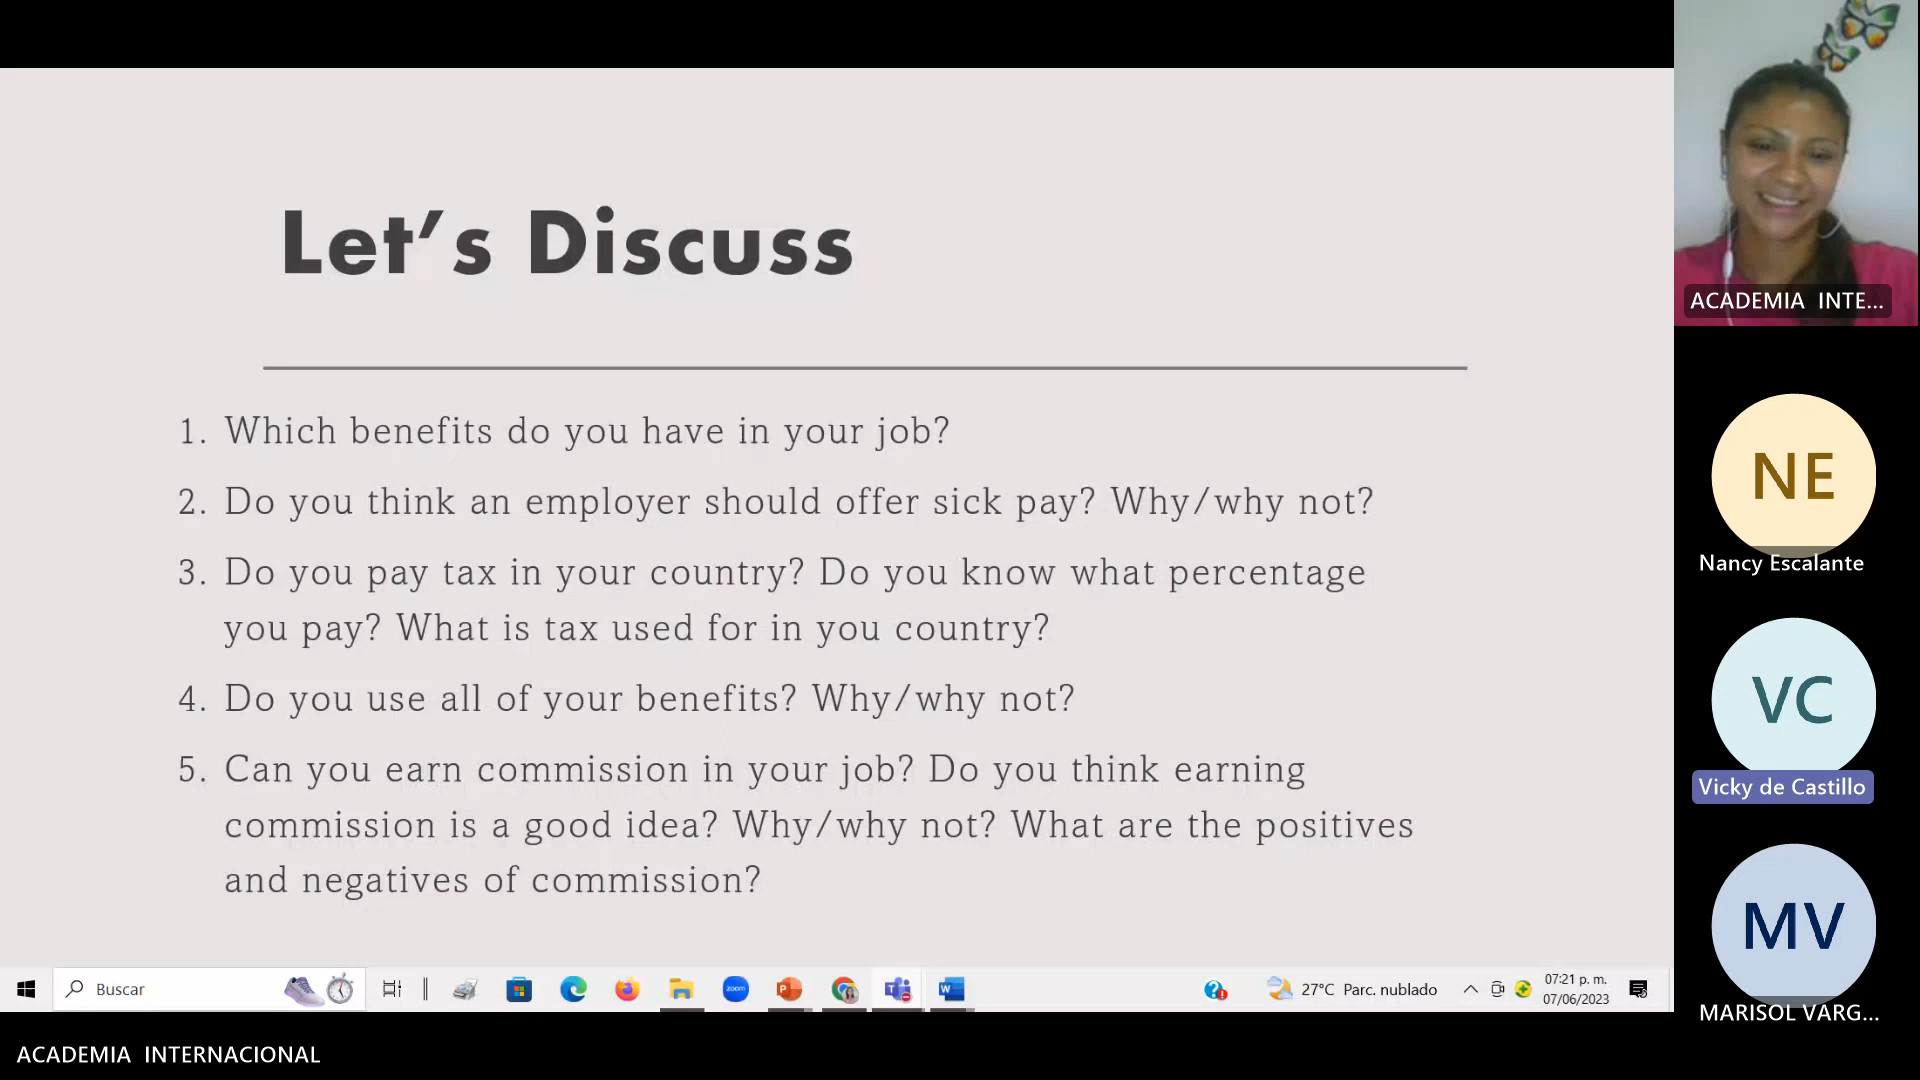 Let's Discuss
1. Which benefits do you have in your job?
2. Do you think an employer should offer sick pay? Why/why not?
3. Do you pay tax in your country? Do you know what percentage
you pay? What is tax used for in you country?
4. Do you use all of your benefits? Why/why not?
5. Can you earn commission in your job? Do you think earning
commission is a good idea? Why/why not? What are the positives
and negatives of commission?
ACADEMIA INTE...
NE
Nancy Escalante
VC
Vicky de Castillo
MV
MARISOL VARG...
Buscar
zoom
27°C Parc. nublado
07:21 p. m.
07/06/2023
ACADEMIA INTERNACIONAL